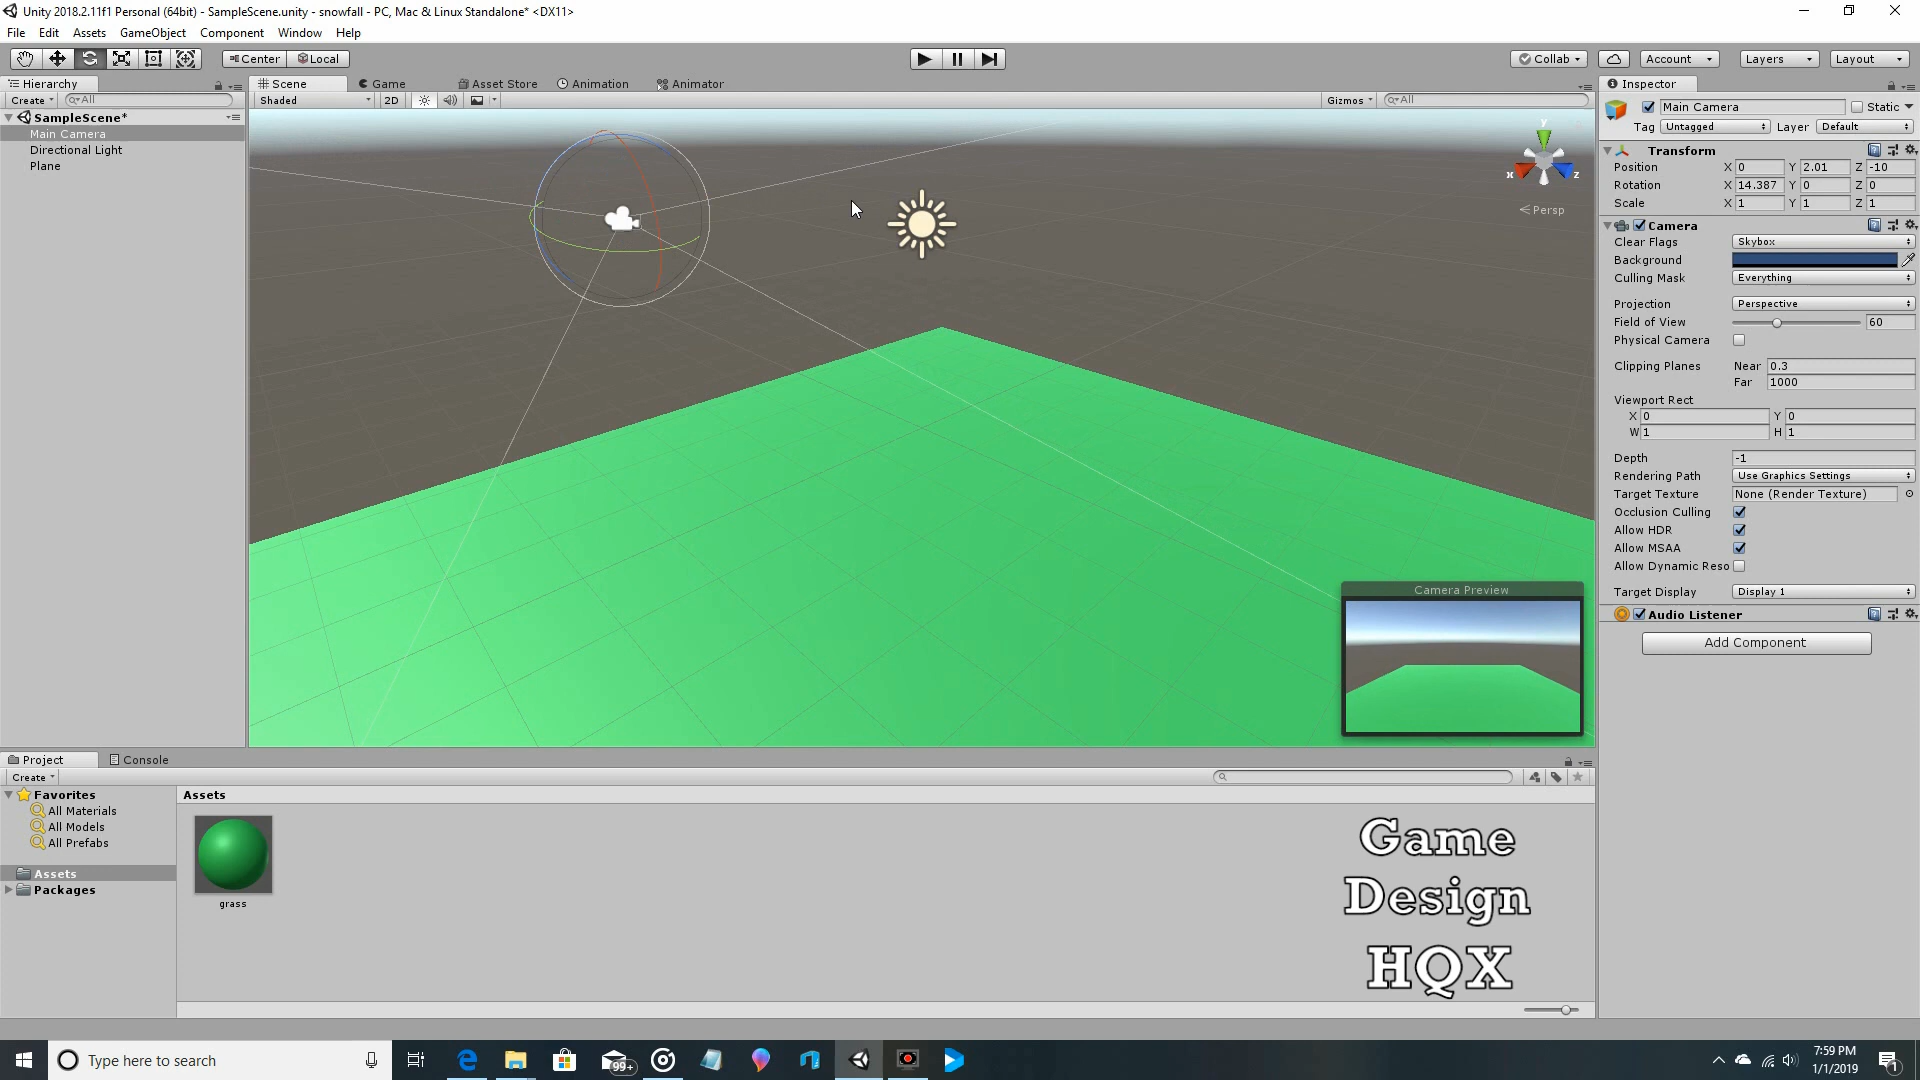 Unity 2018.2.11f1 Personal (64bit) - SampleScene.unity - snowfall - PC, Mac & Linux Standalone* <DX11>
File Edit Assets GameObject Component Window Help
Center Local Collab Account Layers Layout
Hierarchy Scene Game Asset Store Animation Animator Inspector
Create All Shaded 2D Gizmos All
SampleScene*
Main Camera
Directional Light
Plane
y
x z
Persp
Main Camera Static
Tag Untagged Layer Default
Transform
Position X 0 Y 2.01 Z -10
Rotation X 14.387 Y 0 Z 0
Scale X 1 Y 1 Z 1
Camera
Clear Flags Skybox
Background
Culling Mask Everything
Projection Perspective
Field of View 60
Physical Camera
Clipping Planes Near 0.3
Far 1000
Viewport Rect
X 0 Y 0
W 1 H 1
Depth -1
Rendering Path Use Graphics Settings
Target Texture None (Render Texture)
Occlusion Culling
Allow HDR
Allow MSAA
Allow Dynamic Reso
Target Display Display 1
Audio Listener
Add Component
Camera Preview
Project Console
Create
Favorites
All Materials
All Models
All Prefabs
Assets
Packages
Assets
grass
Game
Design
HQX
Type here to search
99+
7:59 PM
1/1/2019
1